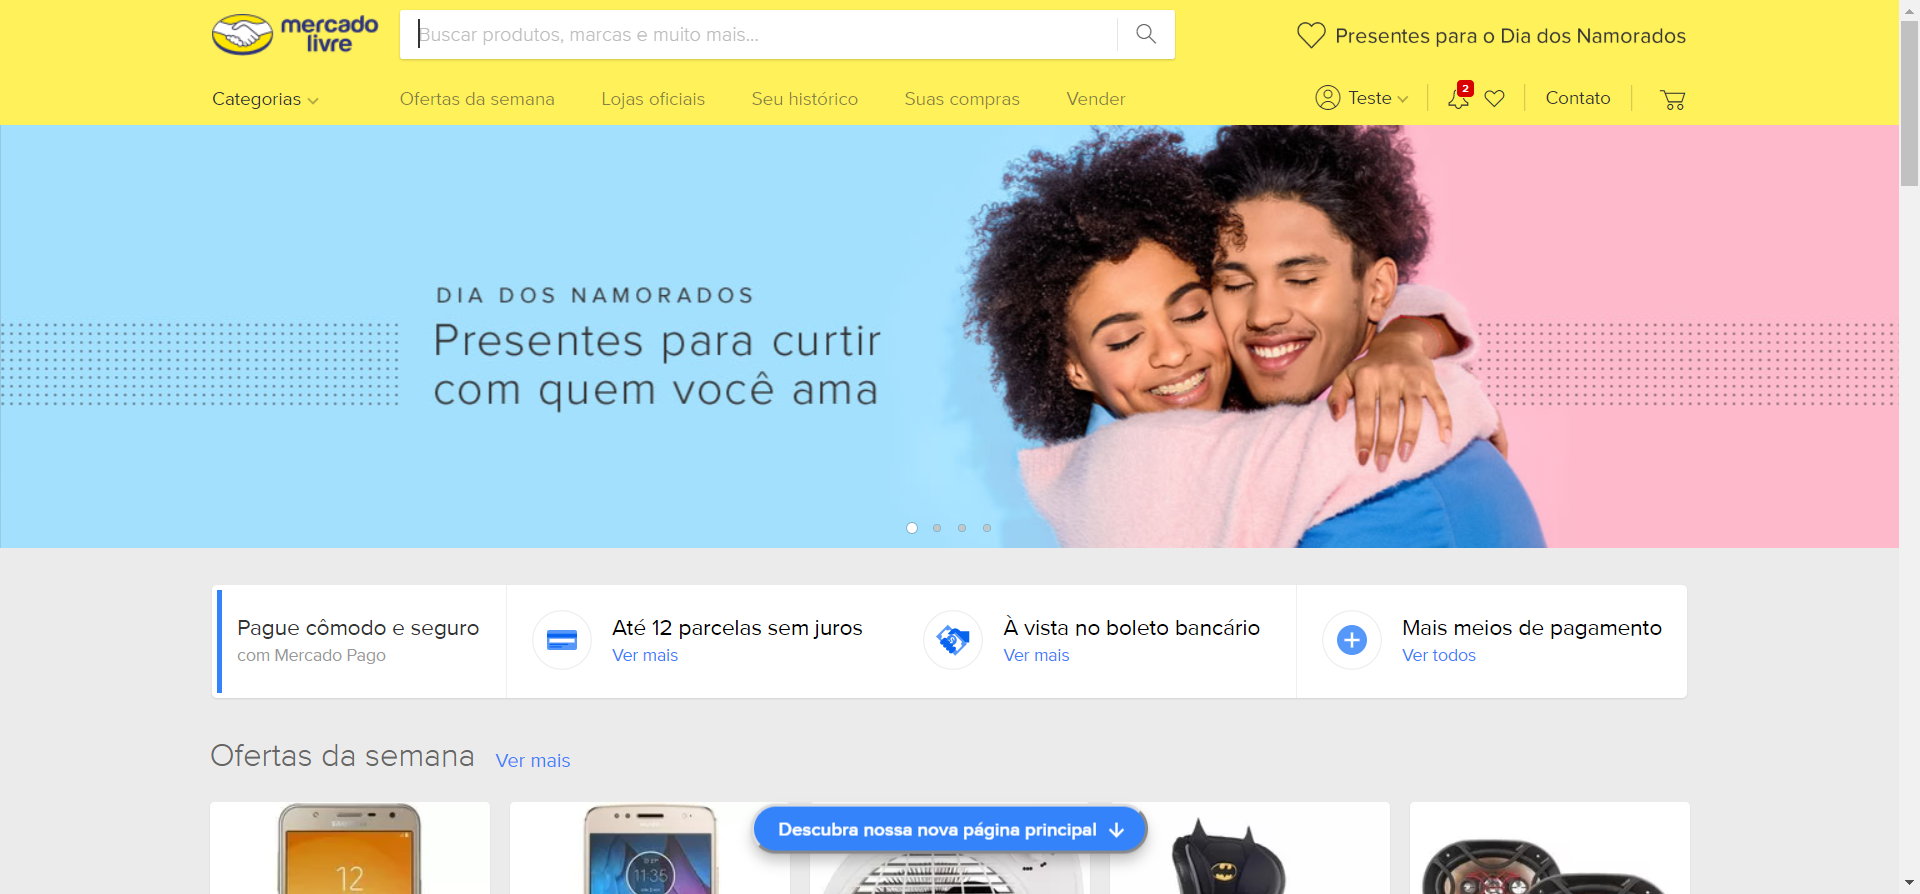 mercado
livre
Buscar produtos, marcas e muito mais...
Presentes para o Dia dos Namorados
Categorias
Ofertas da semana
Lojas oficiais
Seu histórico
Suas compras
Vender
Teste
2
Contato
DIA DOS NAMORADOS
Presentes para curtir
com quem você ama
Pague cômodo e seguro
com Mercado Pago
Até 12 parcelas sem juros
Ver mais
À vista no boleto bancário
Ver mais
Mais meios de pagamento
Ver todos
Ofertas da semana
Ver mais
Descubra nossa nova página principal
SAMSUNG
12
11:35